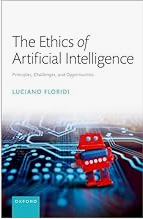 The Ethics of
Artificial Intelligence
Principles, Challenges, and Opportunities
LUCIANO FLORIDI
OXFORD